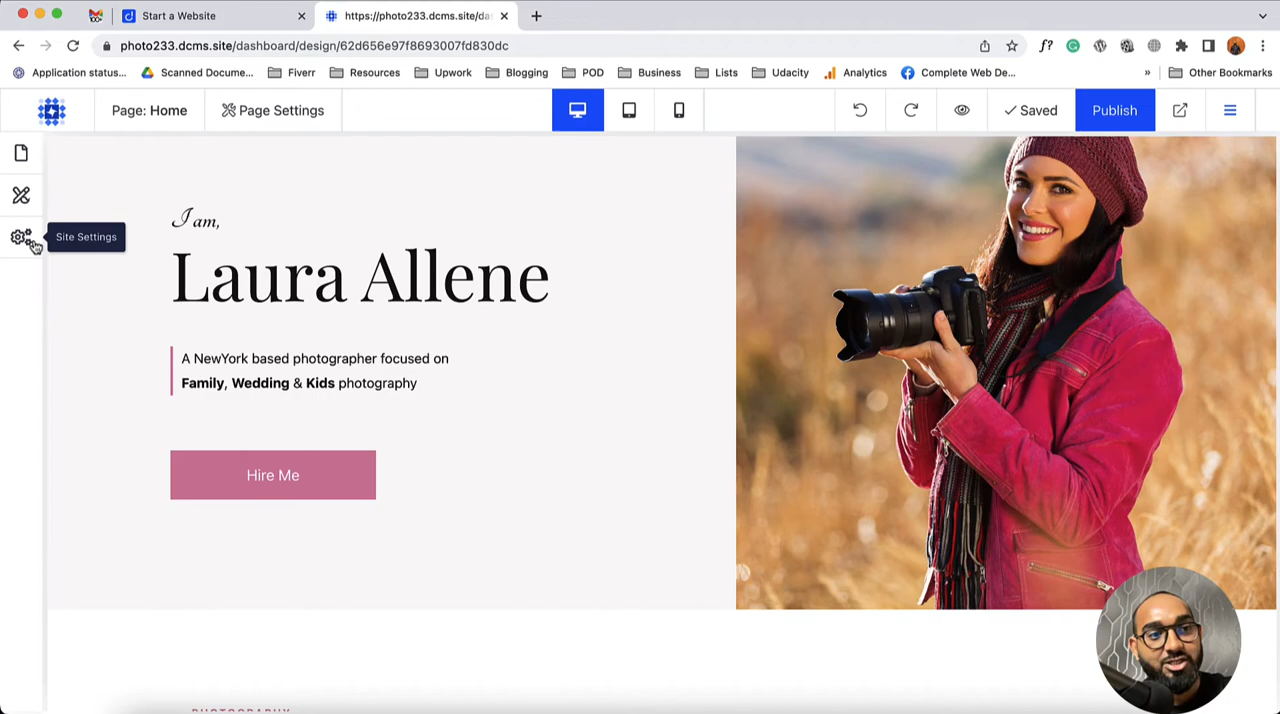 100+
Start a Website
https://photo233.dcms.site/da
photo233.dcms.site/dashboard/design/62d656e97f8693007fd830dc
f?
Application status...
Scanned Docume...
Fiverr
Resources
Upwork
Blogging
POD
Business
Lists
Udacity
Analytics
Complete Web De...
»
Other Bookmarks
Page: Home
Page Settings
Saved
Publish
Site Settings
I am,
Laura Allene
A NewYork based photographer focused on
Family, Wedding & Kids photography
Hire Me
PHOTOGRAPHY